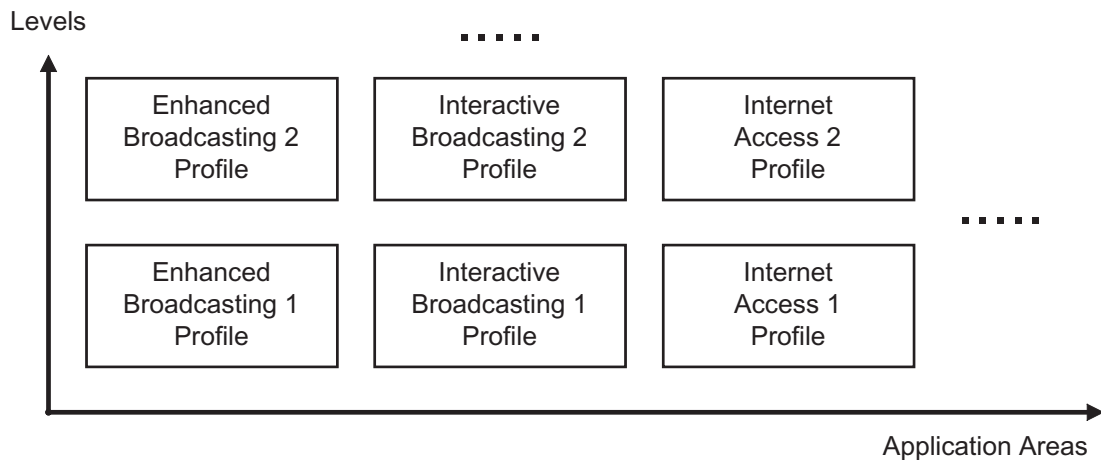 Levels
.....
Enhanced
Broadcasting 2
Profile
Interactive
Broadcasting 2
Profile
Internet
Access 2
Profile
.....
Enhanced
Broadcasting 1
Profile
Interactive
Broadcasting 1
Profile
Internet
Access 1
Profile
Application Areas